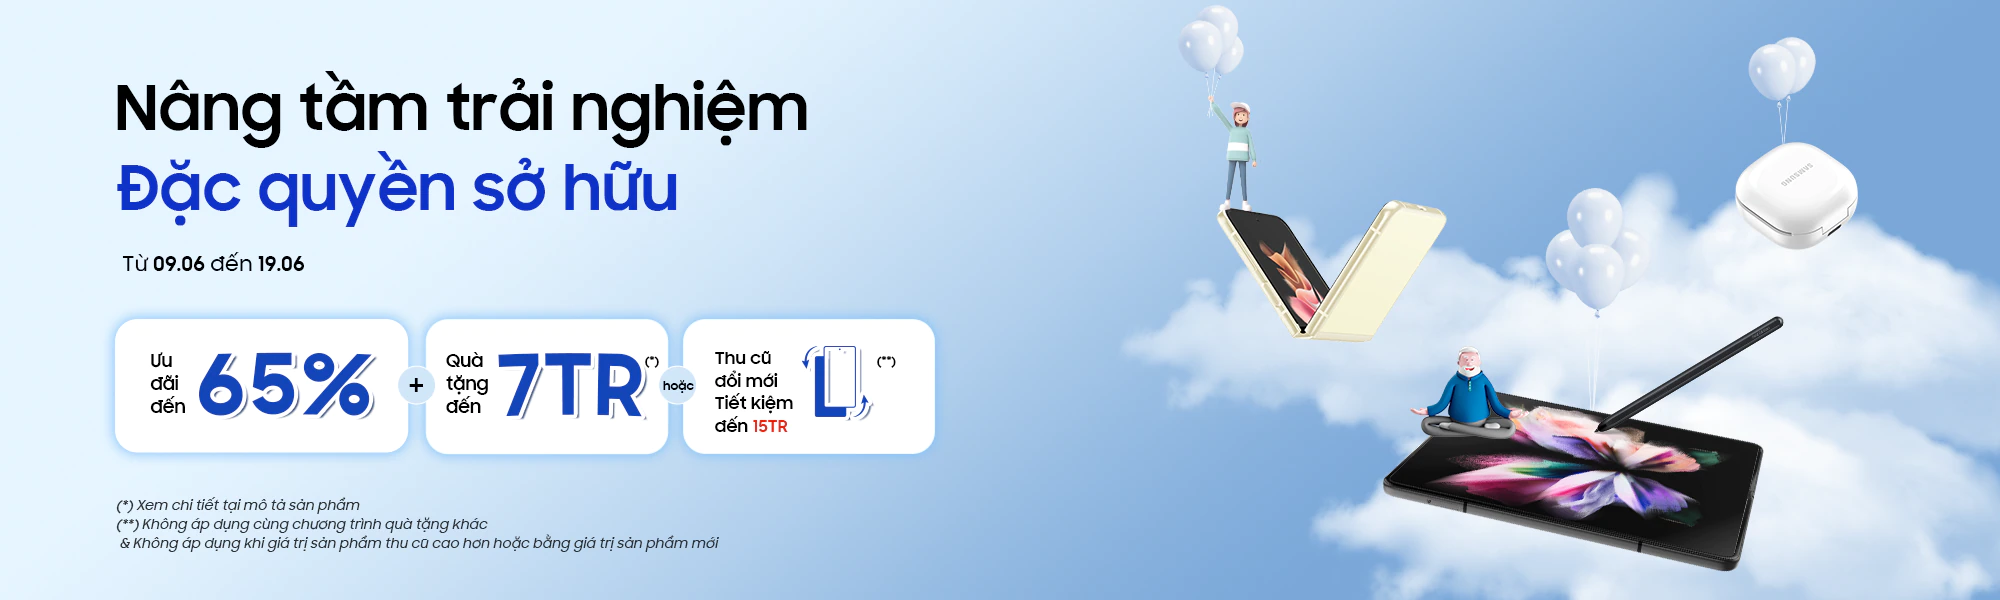 Nâng tầm trải nghiệm
Đặc quyền sở hữu
Từ 09.06 đến 19.06
Ưu
đãi
đến
65%
+
Quà
tặng
đến
7TR
(*)
hoặc
Thu cũ
đổi mới
Tiết kiệm
đến 15TR
(**)
(*) Xem chi tiết tại mô tả sản phẩm
(**) Không áp dụng cùng chương trình quà tặng khác
& Không áp dụng khi giá trị sản phẩm thu cũ cao hơn hoặc bằng giá trị sản phẩm mới
SAMSUNG